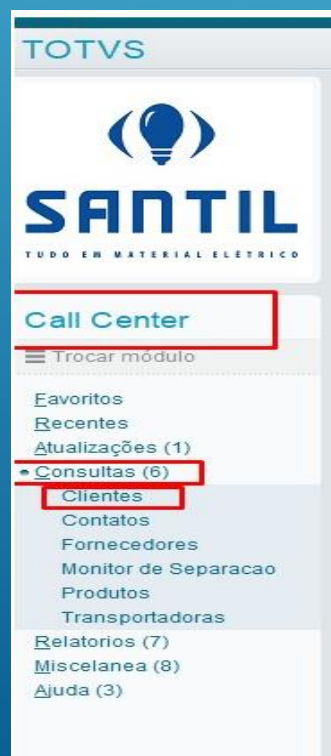 TOTVS
SANTIL
TUDO EM MATERIAL ELÉTRICO
Call Center
Trocar módulo
Favoritos
Recentes
Atualizações (1)
Consultas (6)
Clientes
Contatos
Fornecedores
Monitor de Separacao
Produtos
Transportadoras
Relatorios (7)
Miscelanea (8)
Ajuda (3)